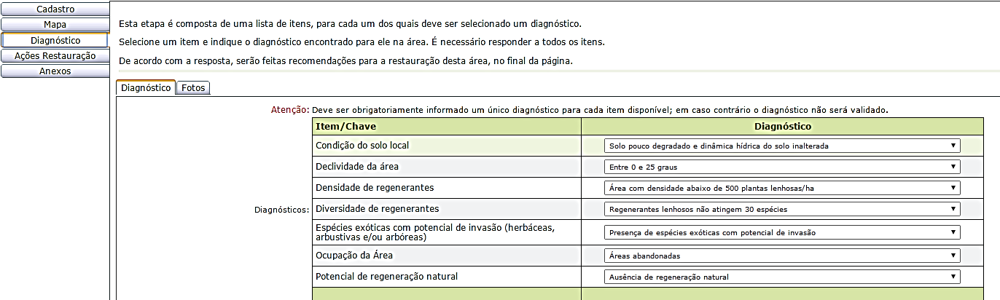 Cadastro
Mapa
Diagnóstico
Ações Restauração
Anexos
Esta etapa é composta de uma lista de itens, para cada um dos quais deve ser selecionado um diagnóstico.
Selecione um item e indique o diagnóstico encontrado para ele na área. É necessário responder a todos os itens.
De acordo com a resposta, serão feitas recomendações para a restauração desta área, no final da página.
Diagnóstico Fotos
Atenção: Deve ser obrigatoriamente informado um único diagnóstico para cada item disponível; em caso contrário o diagnóstico não será validado.
Item/Chave Diagnóstico
Condição do solo local Solo pouco degradado e dinâmica hídrica do solo inalterada
Declividade da área Entre 0 e 25 graus
Densidade de regenerantes Área com densidade abaixo de 500 plantas lenhosas/ha
Diagnósticos: Diversidade de regenerantes Regenerantes lenhosos não atingem 30 espécies
Espécies exóticas com potencial de invasão (herbáceas,
arbustivas e/ou arbóreas) Presença de espécies exóticas com potencial de invasão
Ocupação da Área Áreas abandonadas
Potencial de regeneração natural Ausência de regeneração natural